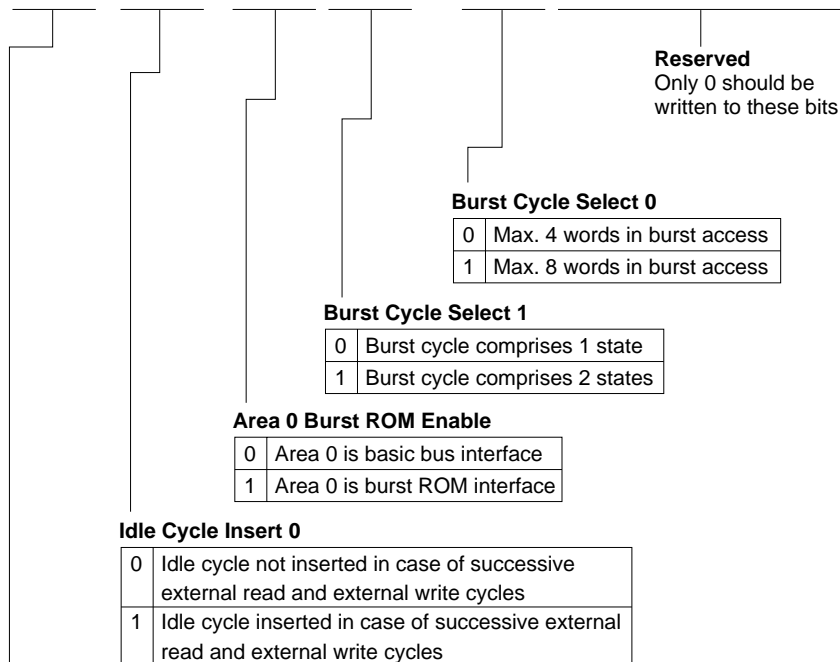 Reserved
Only 0 should be
written to these bits
Burst Cycle Select 0
0 Max. 4 words in burst access
1 Max. 8 words in burst access
Burst Cycle Select 1
0 Burst cycle comprises 1 state
1 Burst cycle comprises 2 states
Area 0 Burst ROM Enable
0 Area 0 is basic bus interface
1 Area 0 is burst ROM interface
Idle Cycle Insert 0
0 Idle cycle not inserted in case of successive
external read and external write cycles
1 Idle cycle inserted in case of successive external
read and external write cycles